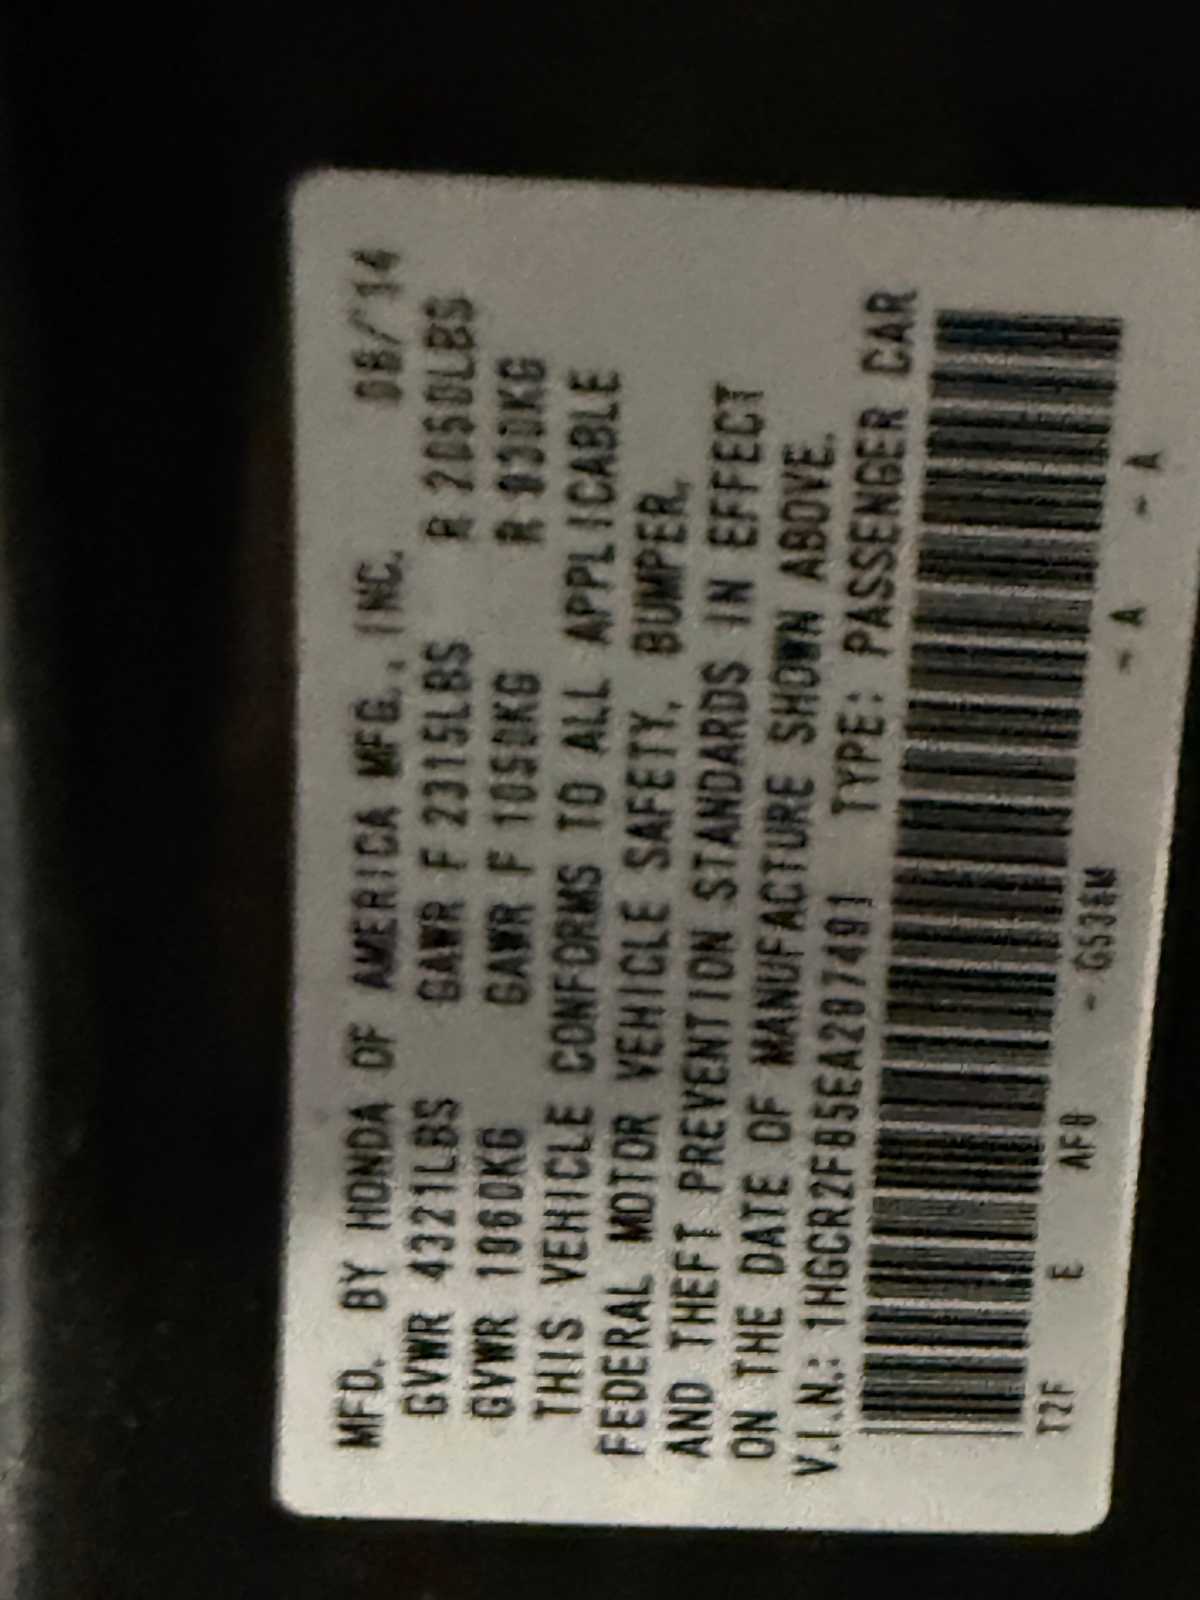 MFD. BY HONDA OF AMERICA MFG., INC. 08/14
GVWR 4321LBS GAWR F 2315LBS R 2050LBS
GVWR 1960KG GAWR F 1050KG R 930KG
THIS VEHICLE CONFORMS TO ALL APPLICABLE
FEDERAL MOTOR VEHICLE SAFETY, BUMPER,
AND THEFT PREVENTION STANDARDS IN EFFECT
ON THE DATE OF MANUFACTURE SHOWN ABOVE.
V.I.N.: 1HGCR2F85EA297491 TYPE: PASSENGER CAR
T2F E AF0 - G538M - A - A